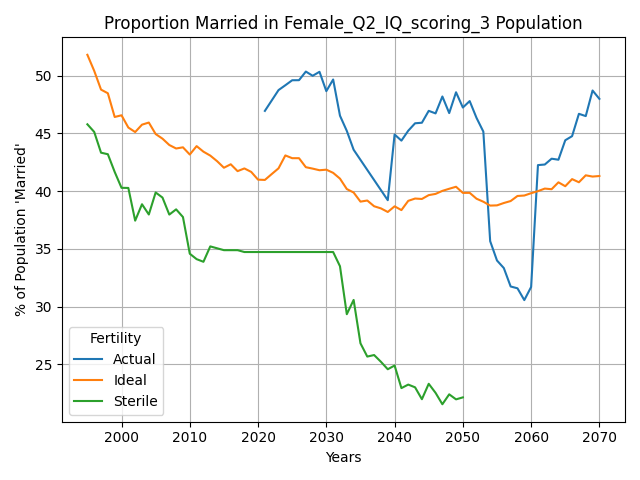 Proportion Married in Female_Q2_IQ_scoring_3 Population
% of Population 'Married'
50
45
40
35
30
25
Fertility
Actual
Ideal
Sterile
2000 2010 2020 2030 2040 2050 2060 2070
Years